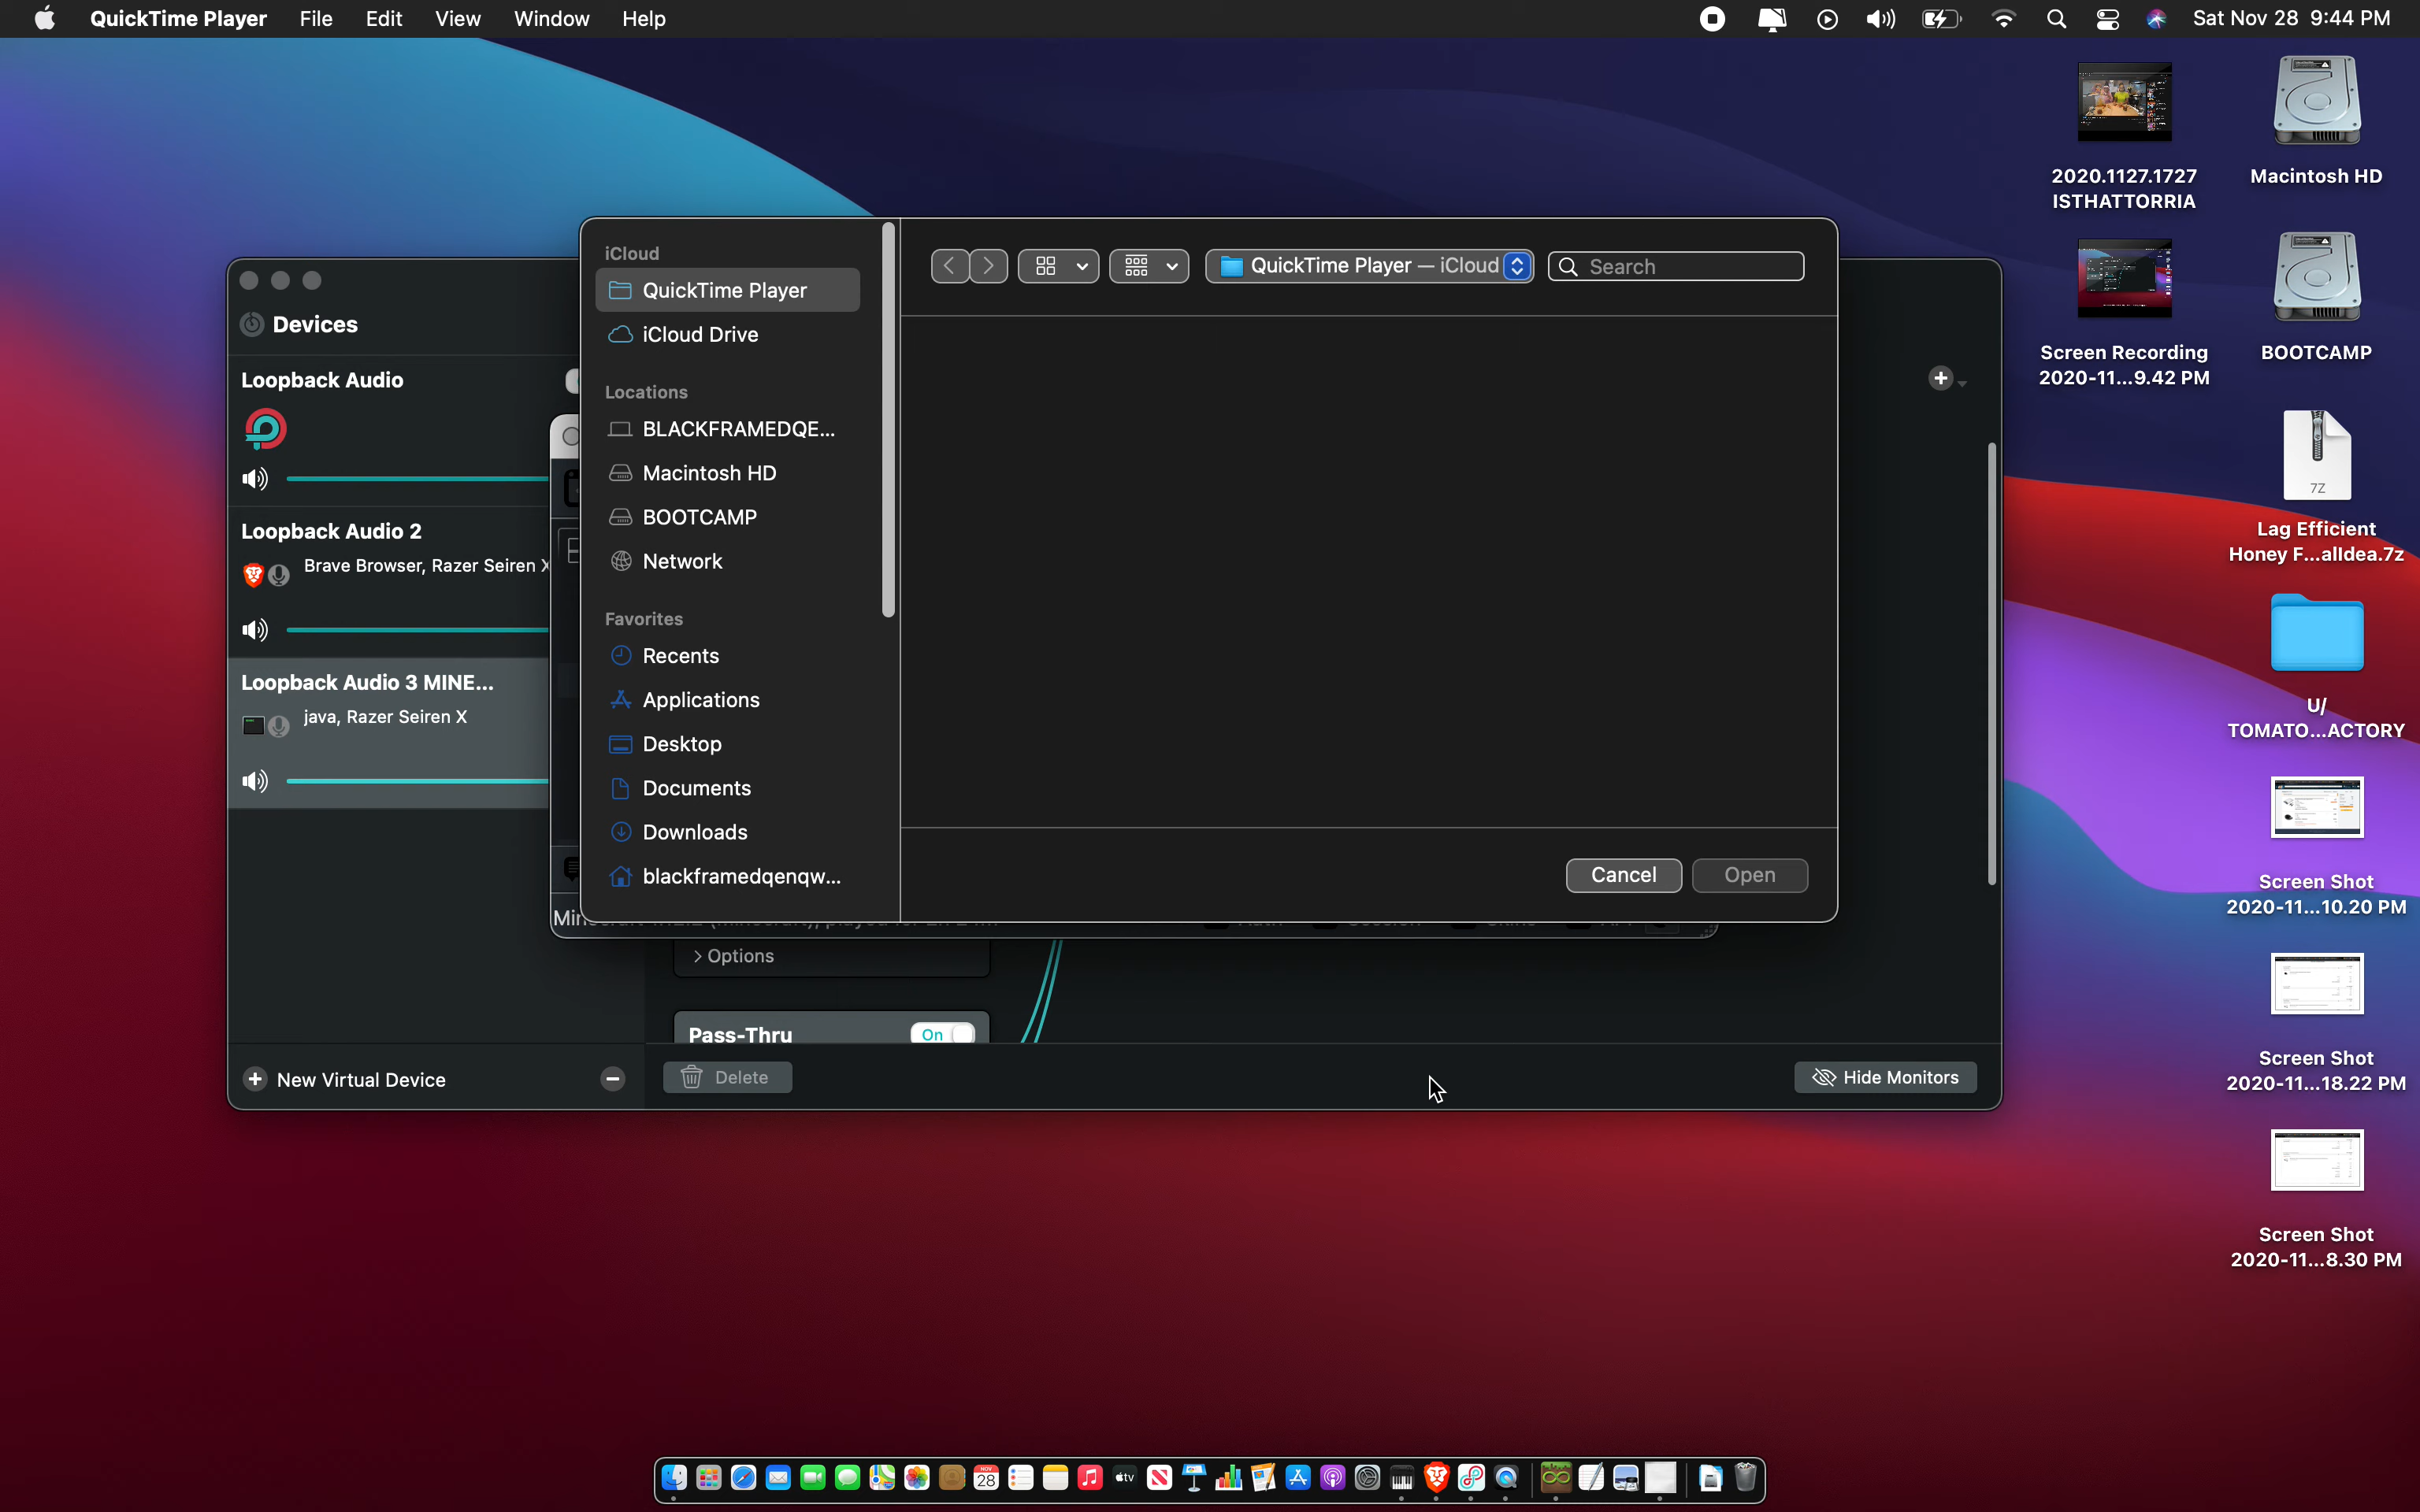 QuickTime Player File Edit View Window Help Sat Nov 28 9:44 PM
2020.1127.1727
ISTHATTORRIA
Macintosh HD
Screen Recording
2020-11...9.42 PM
BOOTCAMP
7Z
Lag Efficient
Honey F...alldea.7z
U/
TOMATO...ACTORY
Screen Shot
2020-11...10.20 PM
Screen Shot
2020-11...18.22 PM
Screen Shot
2020-11...8.30 PM
Devices
Loopback Audio
Loopback Audio 2
Brave Browser, Razer Seiren X
Loopback Audio 3 MINE...
java, Razer Seiren X
New Virtual Device
iCloud
QuickTime Player
iCloud Drive
Locations
BLACKFRAMEDQE...
Macintosh HD
BOOTCAMP
Network
Favorites
Recents
Applications
Desktop
Documents
Downloads
blackframedqenqw...
QuickTime Player — iCloud
Search
Cancel Open
> Options
Pass-Thru On
Delete
Hide Monitors
NOV
28
tv